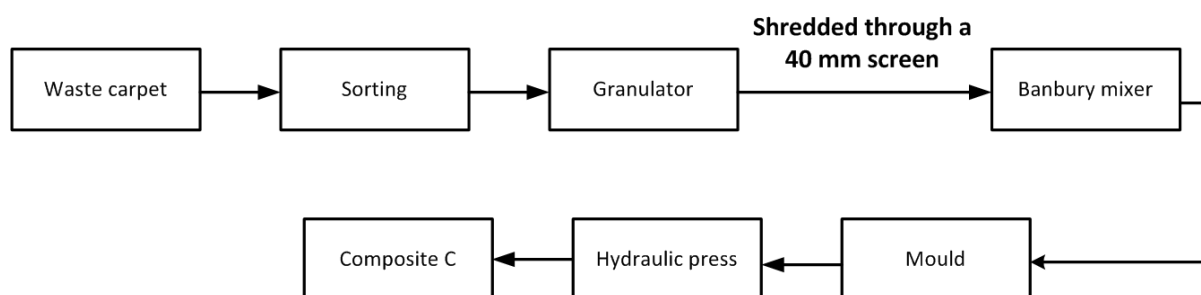 Shredded through a
40 mm screen
Waste carpet
Sorting
Granulator
Banbury mixer
Composite C
Hydraulic press
Mould